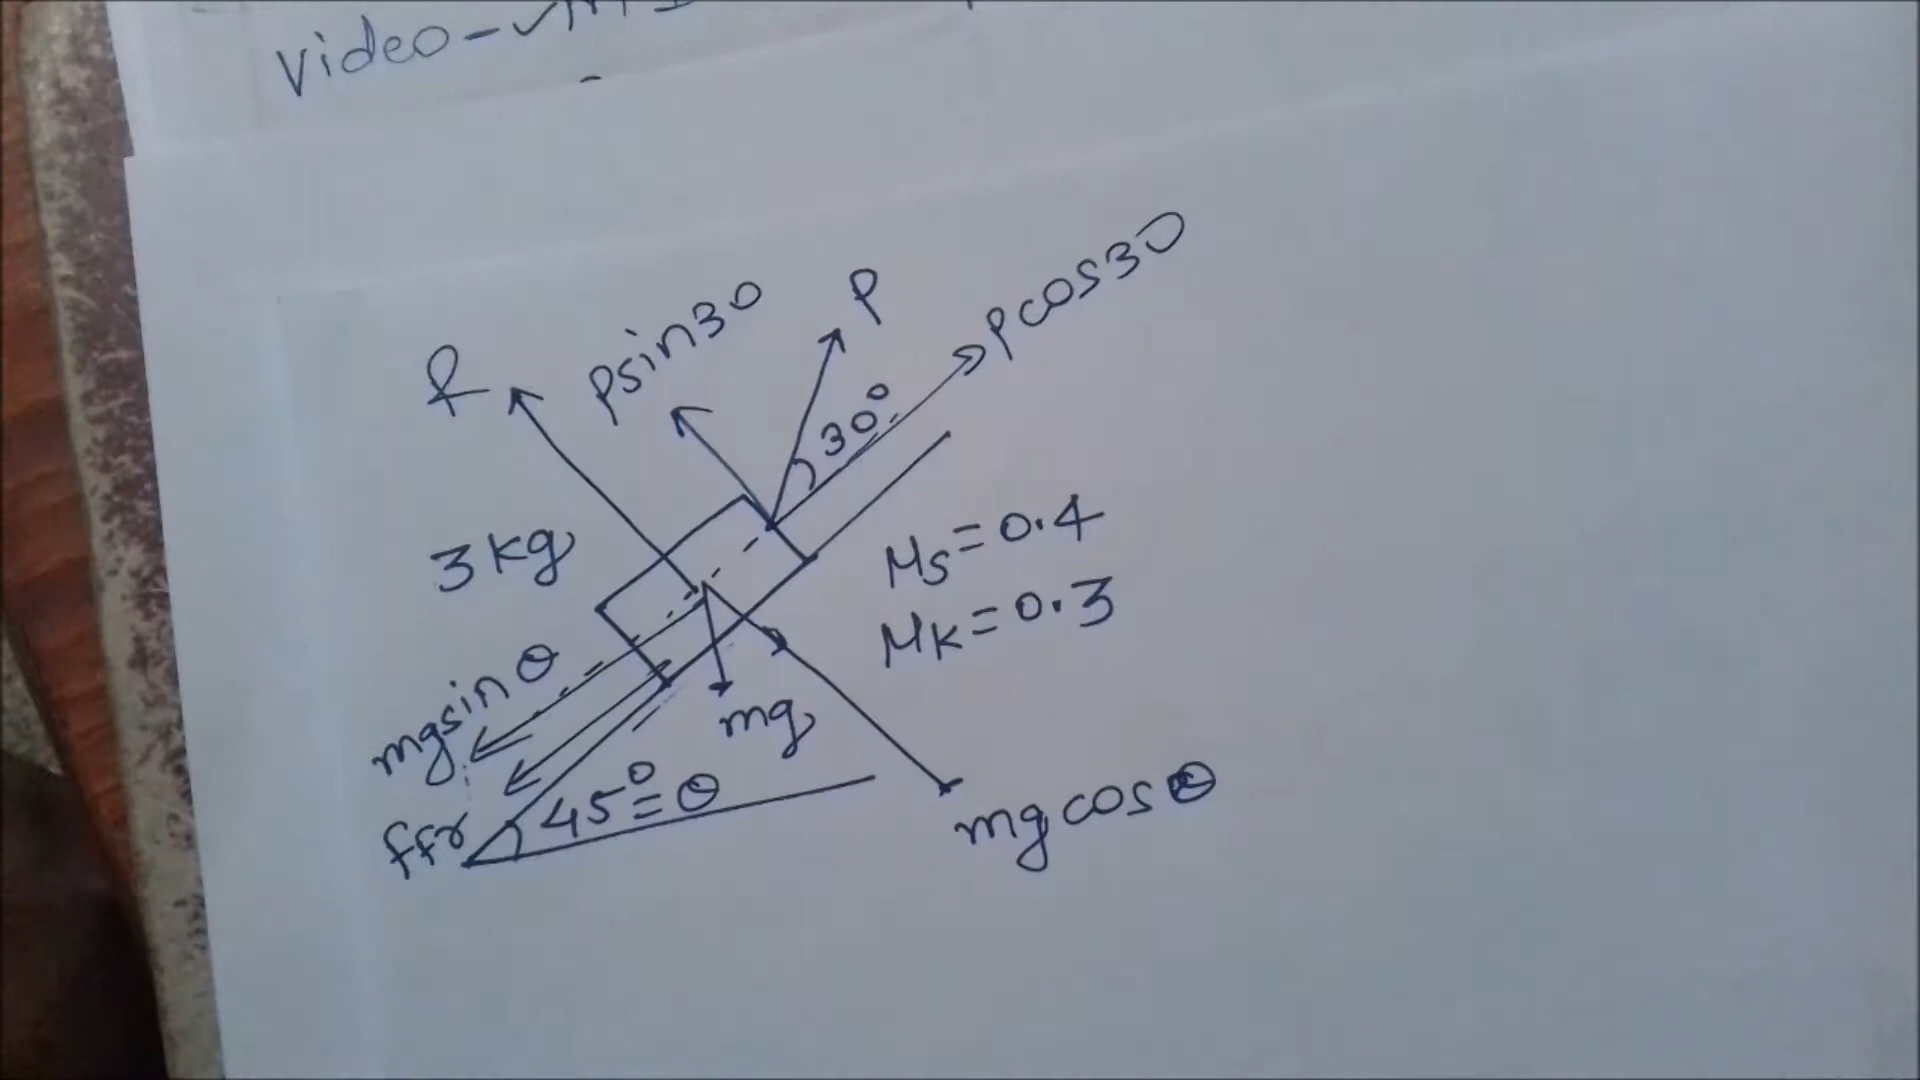 Video-
R
psin30
P
pcos30
30°
3kg
Ms=0.4
Mk=0.3
mgsinθ
mg
ffr
45°=θ
mgcosθ